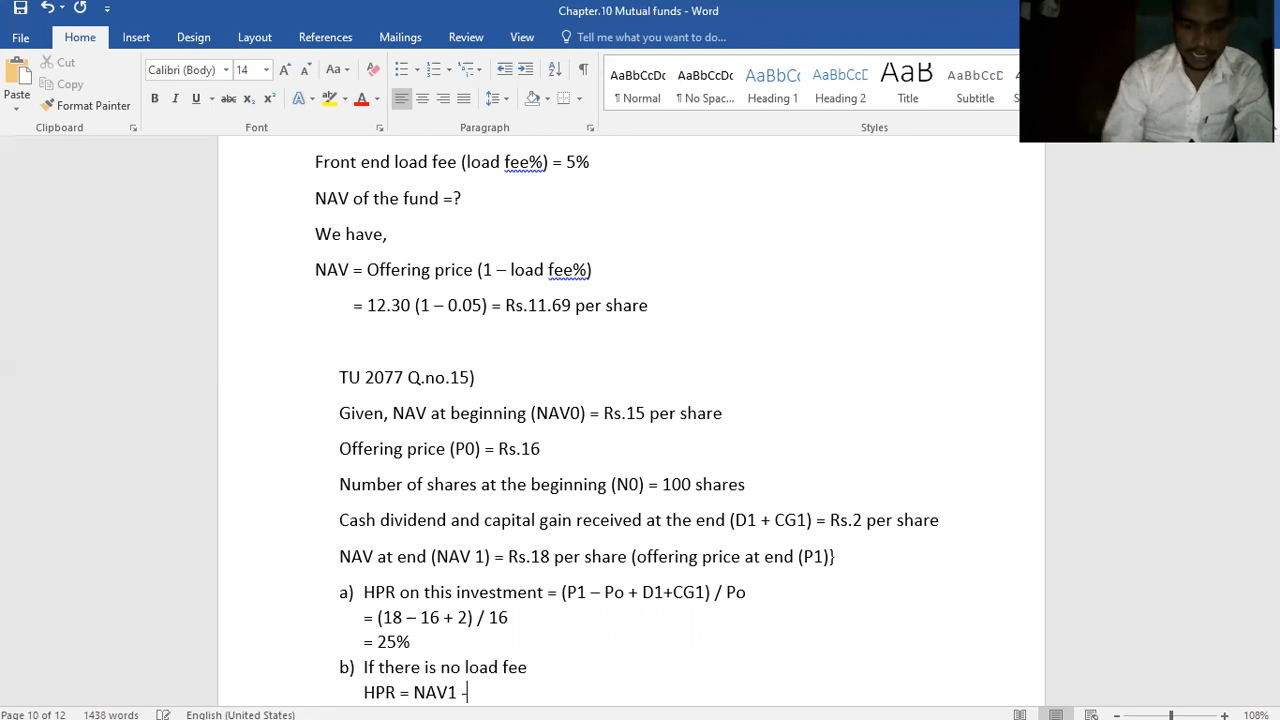 Chapter.10 Mutual funds - Word
File Home Insert Design Layout References Mailings Review View Tell me what you want to do...
Paste
Cut
Copy
Format Painter
Calibri (Body) 14 Aa
B I U abc x₂ x² A ab A
AaBbCcDc AaBbCcDc AaBbCc AaBbCcD AaB AaBbCcD
¶ Normal ¶ No Spac... Heading 1 Heading 2 Title Subtitle
Clipboard Font Paragraph Styles
Front end load fee (load fee%) = 5%
NAV of the fund =?
We have,
NAV = Offering price (1 – load fee%)
= 12.30 (1 – 0.05) = Rs.11.69 per share
TU 2077 Q.no.15)
Given, NAV at beginning (NAV0) = Rs.15 per share
Offering price (P0) = Rs.16
Number of shares at the beginning (N0) = 100 shares
Cash dividend and capital gain received at the end (D1 + CG1) = Rs.2 per share
NAV at end (NAV 1) = Rs.18 per share (offering price at end (P1)}
a) HPR on this investment = (P1 – Po + D1+CG1) / Po
= (18 – 16 + 2) / 16
= 25%
b) If there is no load fee
HPR = NAV1 -
Page 10 of 12 1438 words English (United States) 108%